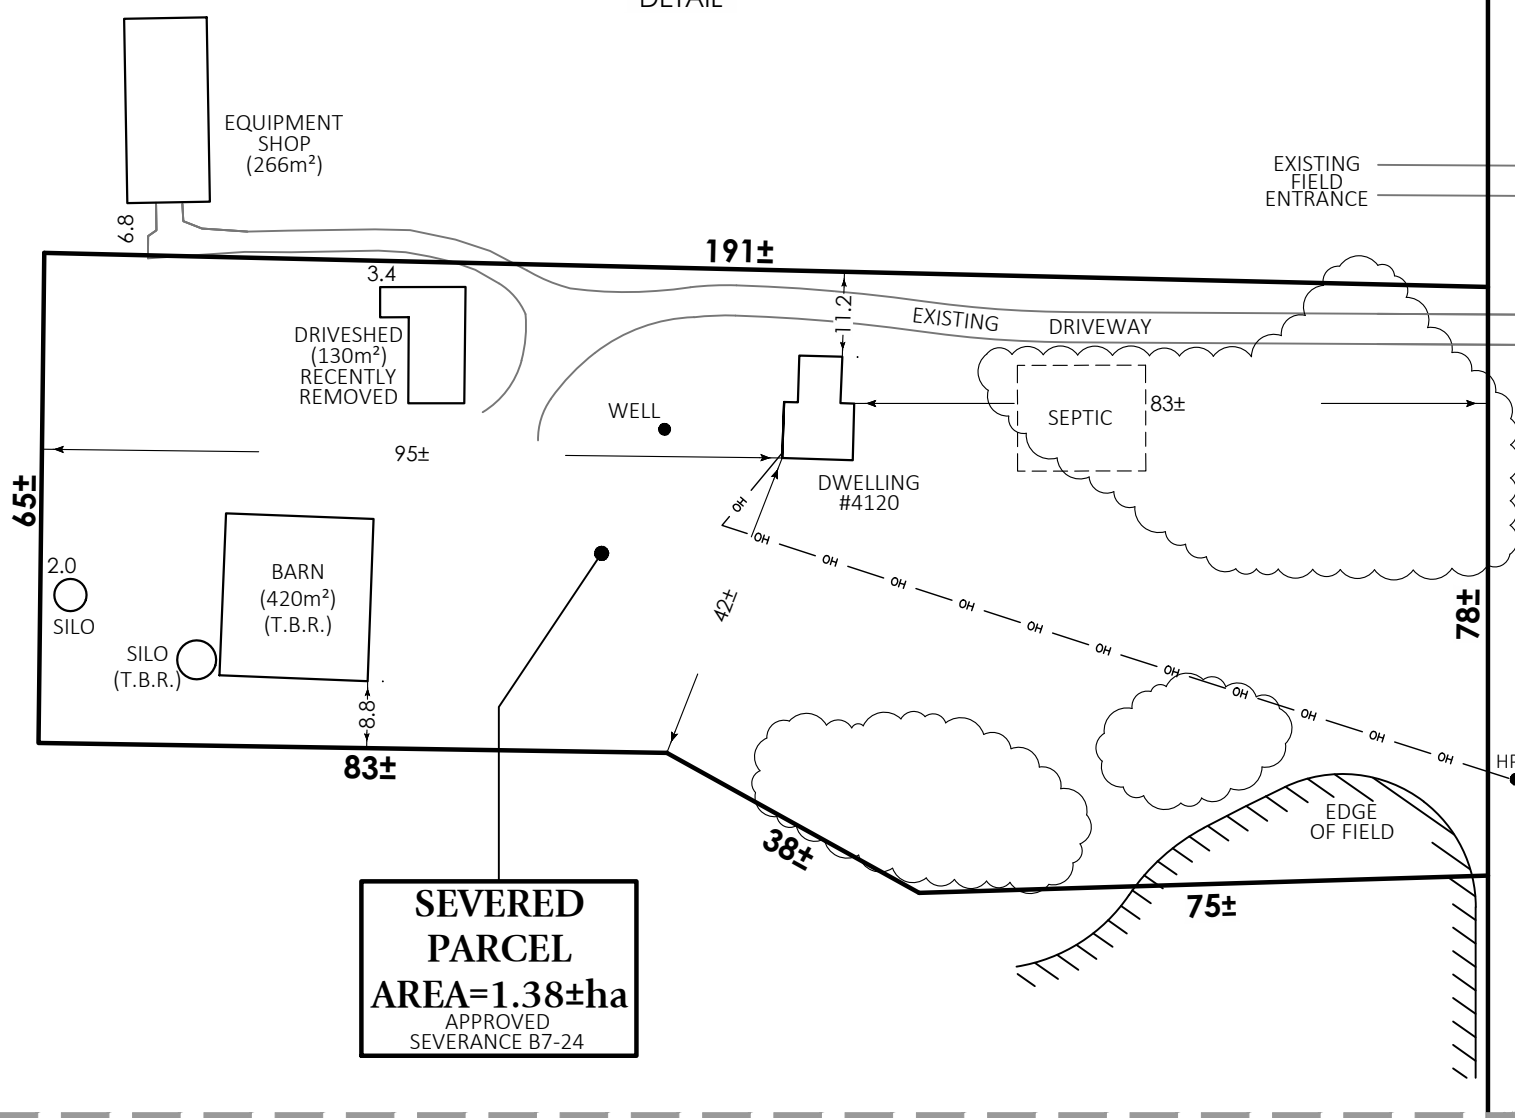 DETAIL
EQUIPMENT
SHOP
(266m²)
EXISTING
FIELD
ENTRANCE
6.8
191±
3.4
11.2
EXISTING DRIVEWAY
DRIVESHED
(130m²)
RECENTLY
REMOVED
WELL
SEPTIC
83±
95±
DWELLING
#4120
65±
OH
OH
OH
OH
OH
OH
OH
OH
OH
OH
OH
OH
2.0
SILO
BARN
(420m²)
(T.B.R.)
42±
78±
SILO
(T.B.R.)
8.8
83±
38±
EDGE
OF FIELD
75±
SEVERED
PARCEL
AREA=1.38±ha
APPROVED
SEVERANCE B7-24